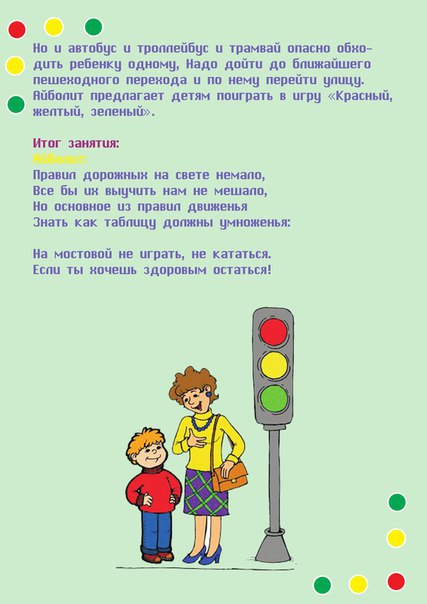 Но и автобус и троллейбус и трамвай опасно обхо-
дить ребенку одному, Надо дойти до ближайшего
пешеходного перехода и по нему перейти улицу.
Айболит предлагает детям поиграть в игру «Красный,
желтый, зеленый».
Итог занятия:
Айболит:
Правил дорожных на свете немало,
Все бы их выучить нам не мешало,
Но основное из правил движенья
Знать как таблицу должны умноженья:
На мостовой не играть, не кататься.
Если ты хочешь здоровым остаться!